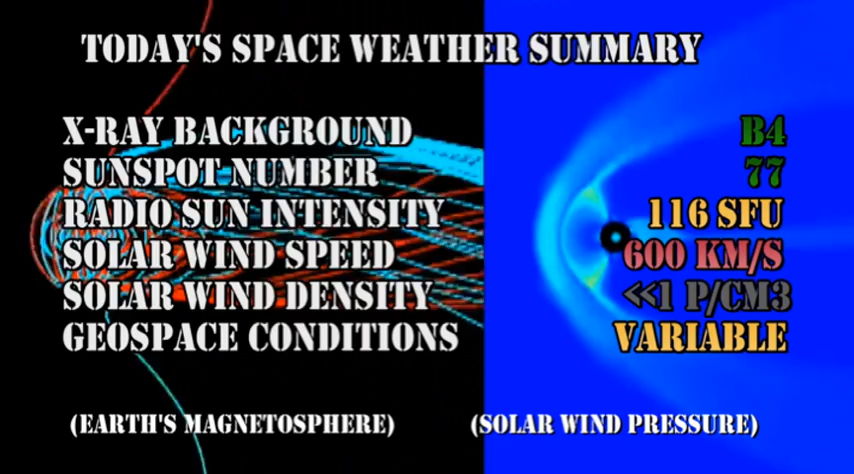 TODAY'S SPACE WEATHER SUMMARY
X-RAY BACKGROUND B4
SUNSPOT NUMBER 77
RADIO SUN INTENSITY 116 SFU
SOLAR WIND SPEED 600 KM/S
SOLAR WIND DENSITY <<1 P/CM3
GEOSPACE CONDITIONS VARIABLE
(EARTH'S MAGNETOSPHERE) (SOLAR WIND PRESSURE)